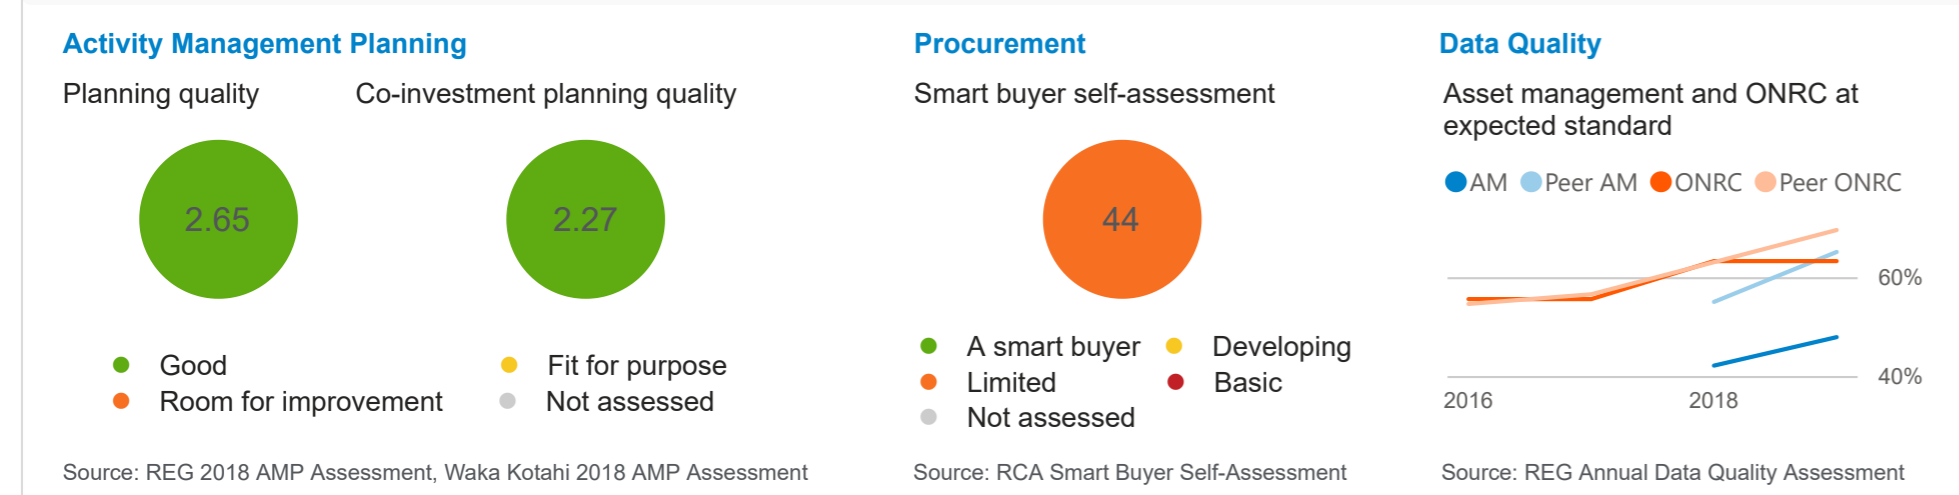 Activity Management Planning
Planning quality
Co-investment planning quality
2.65
2.27
Good
Fit for purpose
Room for improvement
Not assessed
Source: REG 2018 AMP Assessment, Waka Kotahi 2018 AMP Assessment
Procurement
Smart buyer self-assessment
44
A smart buyer
Developing
Limited
Basic
Not assessed
Source: RCA Smart Buyer Self-Assessment
Data Quality
Asset management and ONRC at
expected standard
AM Peer AM ONRC Peer ONRC
60%
40%
2016
2018
Source: REG Annual Data Quality Assessment